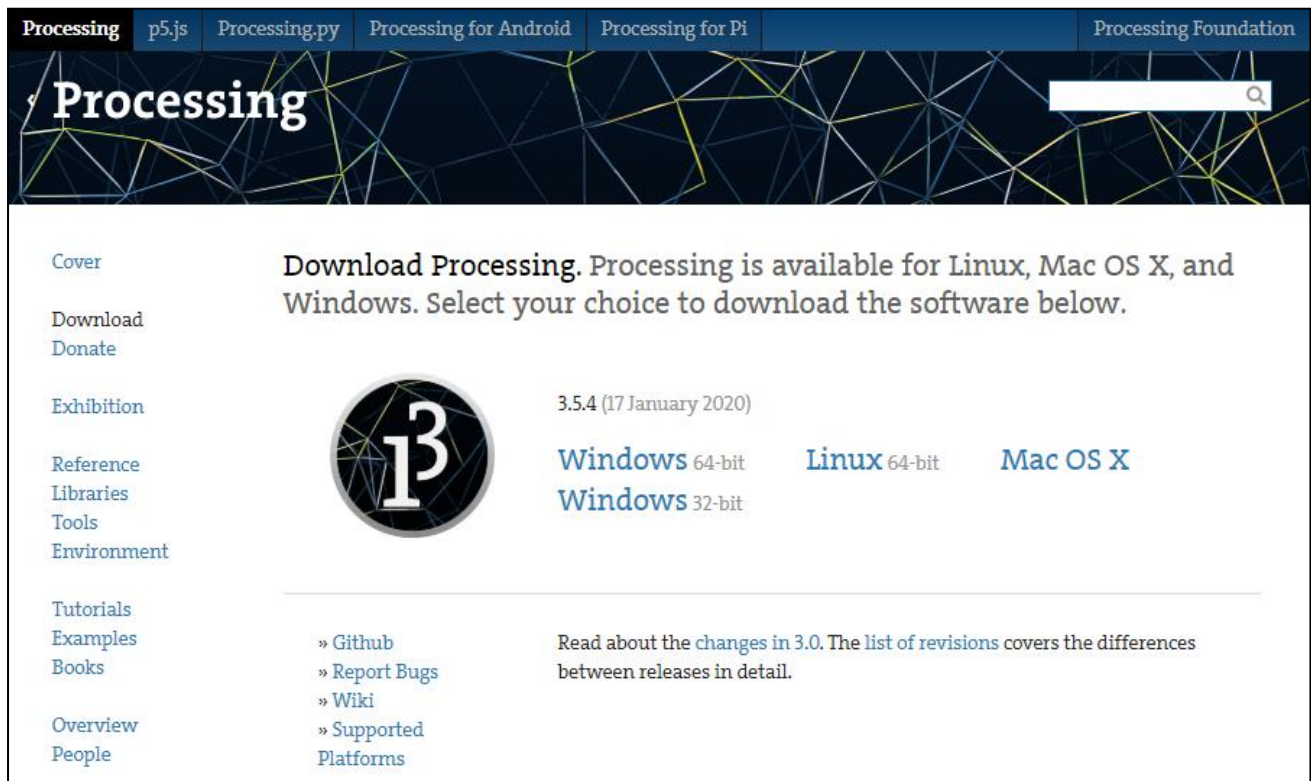 Processing p5.js Processing.py Processing for Android Processing for Pi Processing Foundation
Processing
Cover
Download
Donate
Exhibition
Reference
Libraries
Tools
Environment
Tutorials
Examples
Books
Overview
People
Download Processing. Processing is available for Linux, Mac OS X, and
Windows. Select your choice to download the software below.
3
3.5.4 (17 January 2020)
Windows 64-bit Linux 64-bit Mac OS X
Windows 32-bit
» Github
» Report Bugs
» Wiki
» Supported
Platforms
Read about the changes in 3.0. The list of revisions covers the differences
between releases in detail.